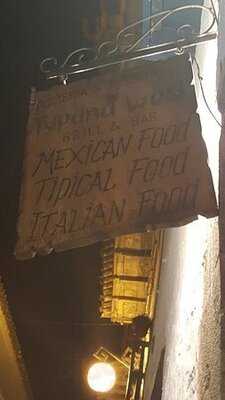 GRILL & BAR
MEXICAN FOOD
TIPICAL FOOD
ITALIAN FOOD